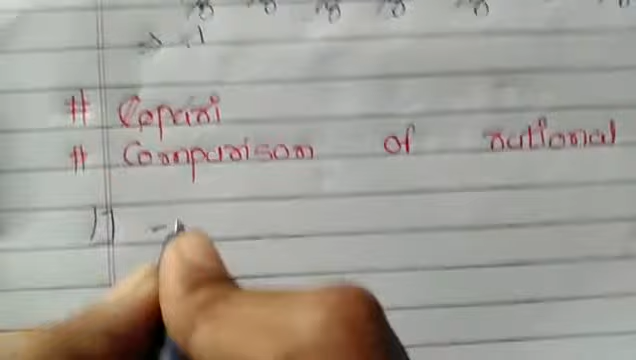 # Copari
# Comparison of rational
1) -